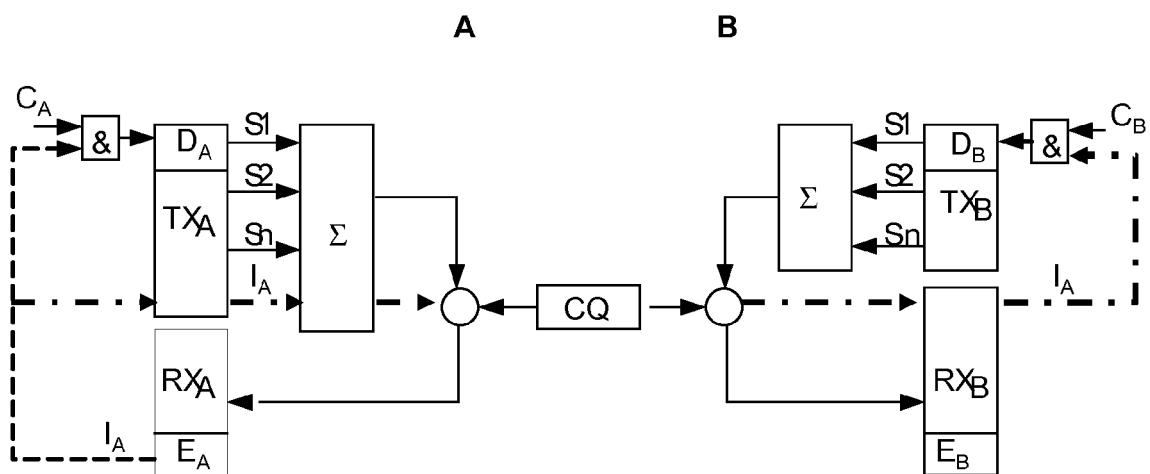 A B
C_A
& D_A S1
S2
TX_A
Sn
Σ
I_A
RX_A
I_A
E_A
CQ
S1
C_B
D_B
&
S2
Σ
TX_B
Sn
I_A
RX_B
E_B